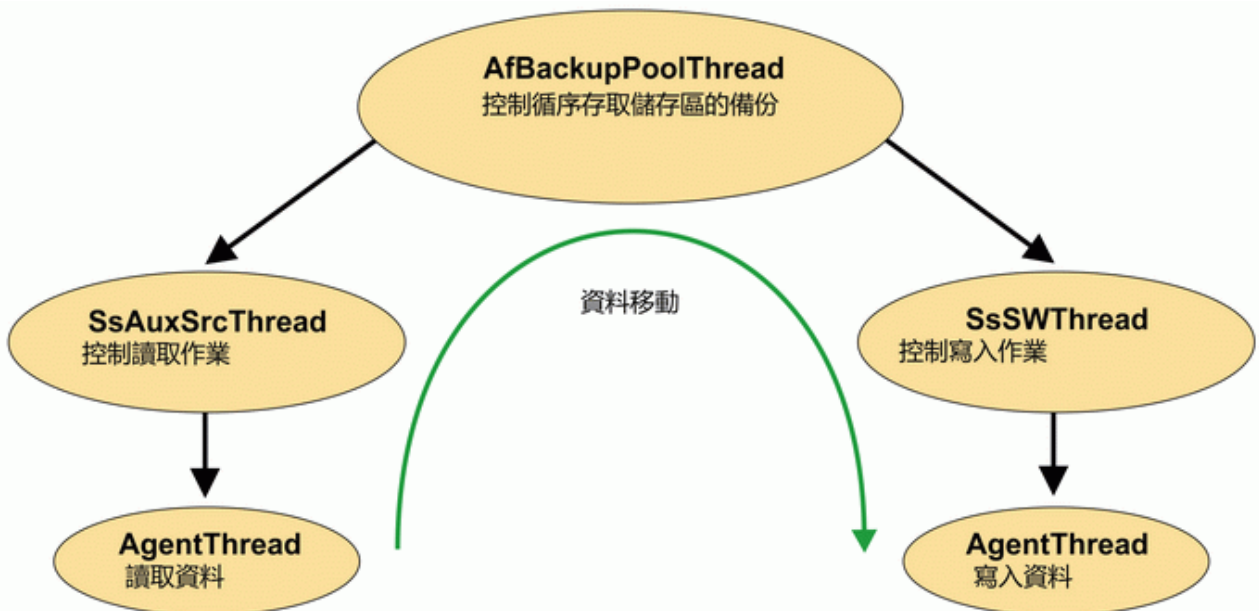 AfBackupPoolThread
控制循序存取儲存區的備份
資料移動
SsAuxSrcThread
控制讀取作業
SsSWThread
控制寫入作業
AgentThread
讀取資料
AgentThread
寫入資料